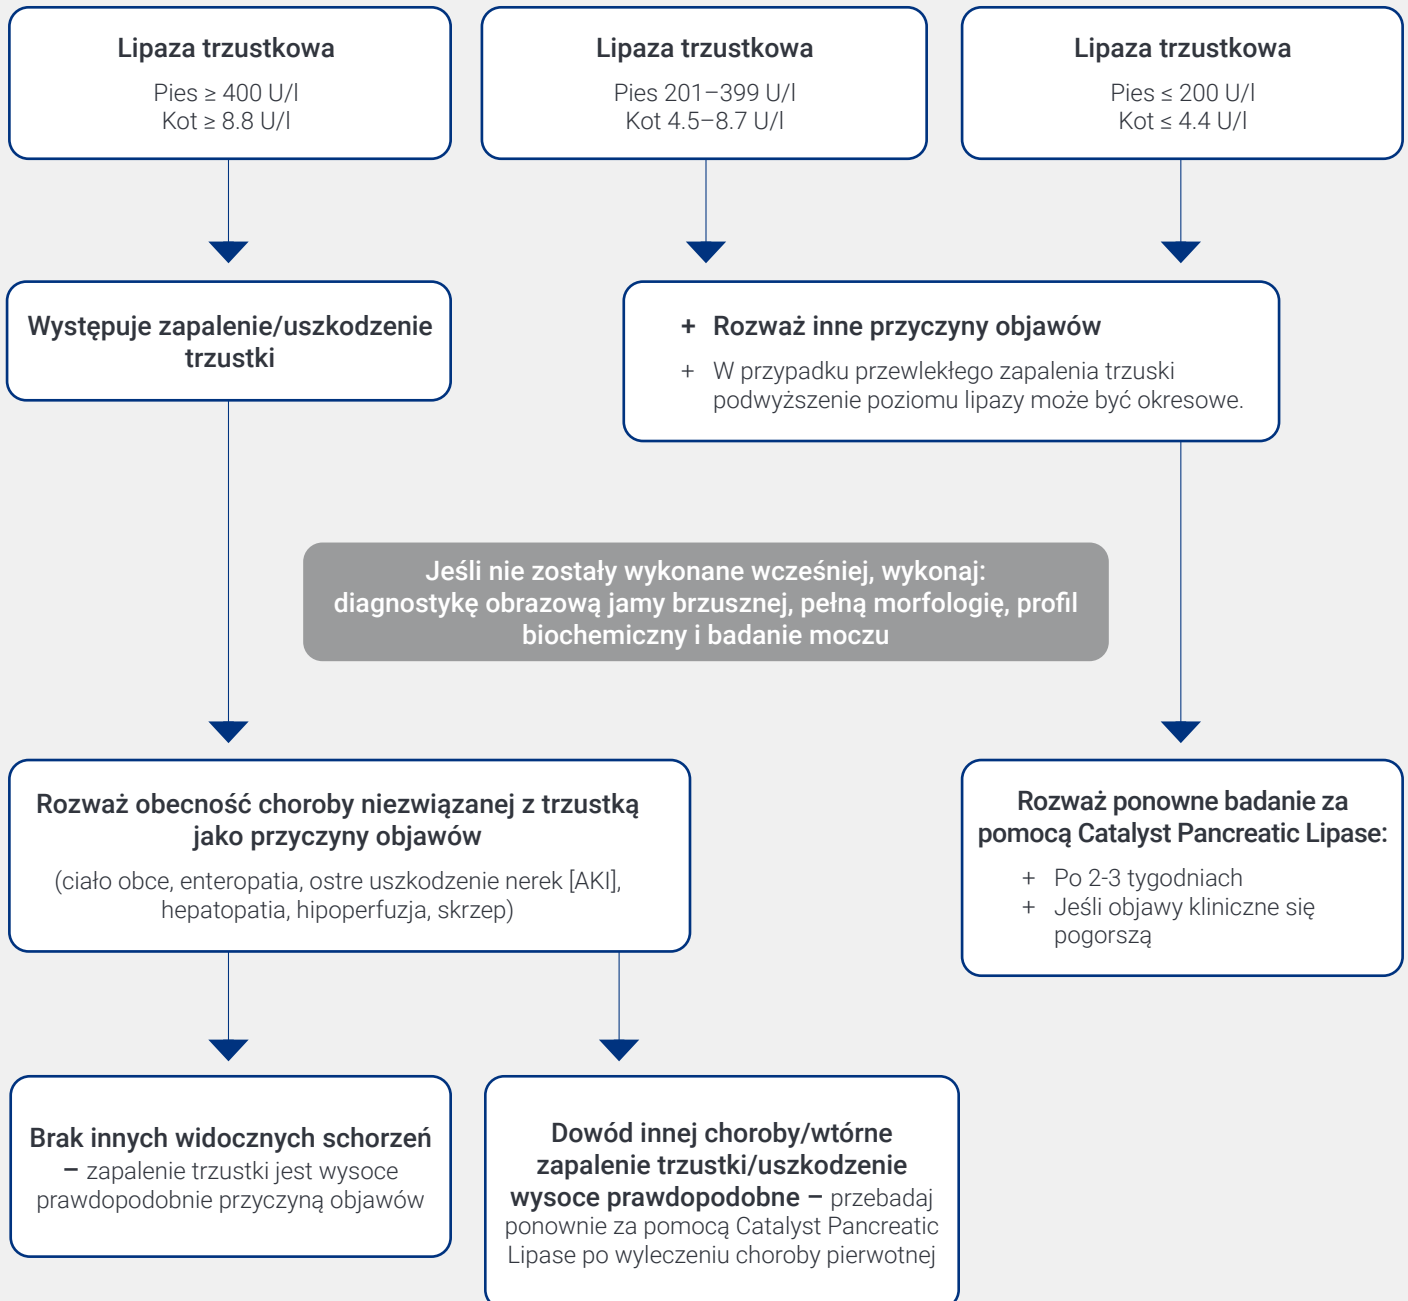 Lipaza trzustkowa
Pies ≥ 400 U/l
Kot ≥ 8.8 U/l
Lipaza trzustkowa
Pies 201–399 U/l
Kot 4.5–8.7 U/l
Lipaza trzustkowa
Pies ≤ 200 U/l
Kot ≤ 4.4 U/l
Występuje zapalenie/uszkodzenie
trzustki
+ Rozważ inne przyczyny objawów
+ W przypadku przewlekłego zapalenia trzuski
podwyższenie poziomu lipazy może być okresowe.
Jeśli nie zostały wykonane wcześniej, wykonaj:
diagnostykę obrazową jamy brzusznej, pełną morfologię, profil
biochemiczny i badanie moczu
Rozważ obecność choroby niezwiązanej z trzustką
jako przyczyny objawów
(ciało obce, enteropatia, ostre uszkodzenie nerek [AKI],
hepatopatia, hipoperfuzja, skrzep)
Rozważ ponowne badanie za
pomocą Catalyst Pancreatic Lipase:
+ Po 2-3 tygodniach
+ Jeśli objawy kliniczne się
pogorszą
Brak innych widocznych schorzeń
– zapalenie trzustki jest wysoce
prawdopodobnie przyczyną objawów
Dowód innej choroby/wtórne
zapalenie trzustki/uszkodzenie
wysoce prawdopodobne – przebadaj
ponownie za pomocą Catalyst Pancreatic
Lipase po wyleczeniu choroby pierwotnej